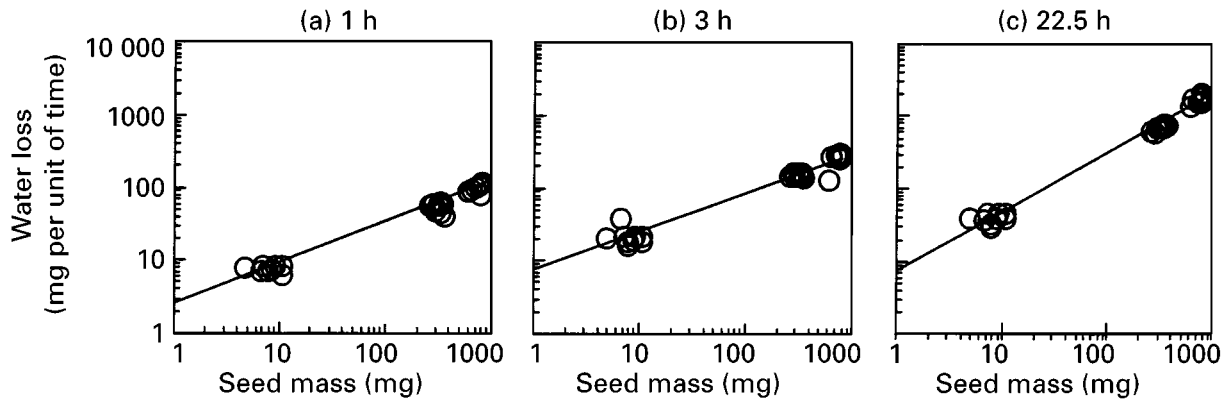 (a) 1 h
(b) 3 h
(c) 22.5 h
Water loss
(mg per unit of time)
10 000
1000
100
10
1
1 10 100 1000
1 10 100 1000
1 10 100 1000
Seed mass (mg)
Seed mass (mg)
Seed mass (mg)